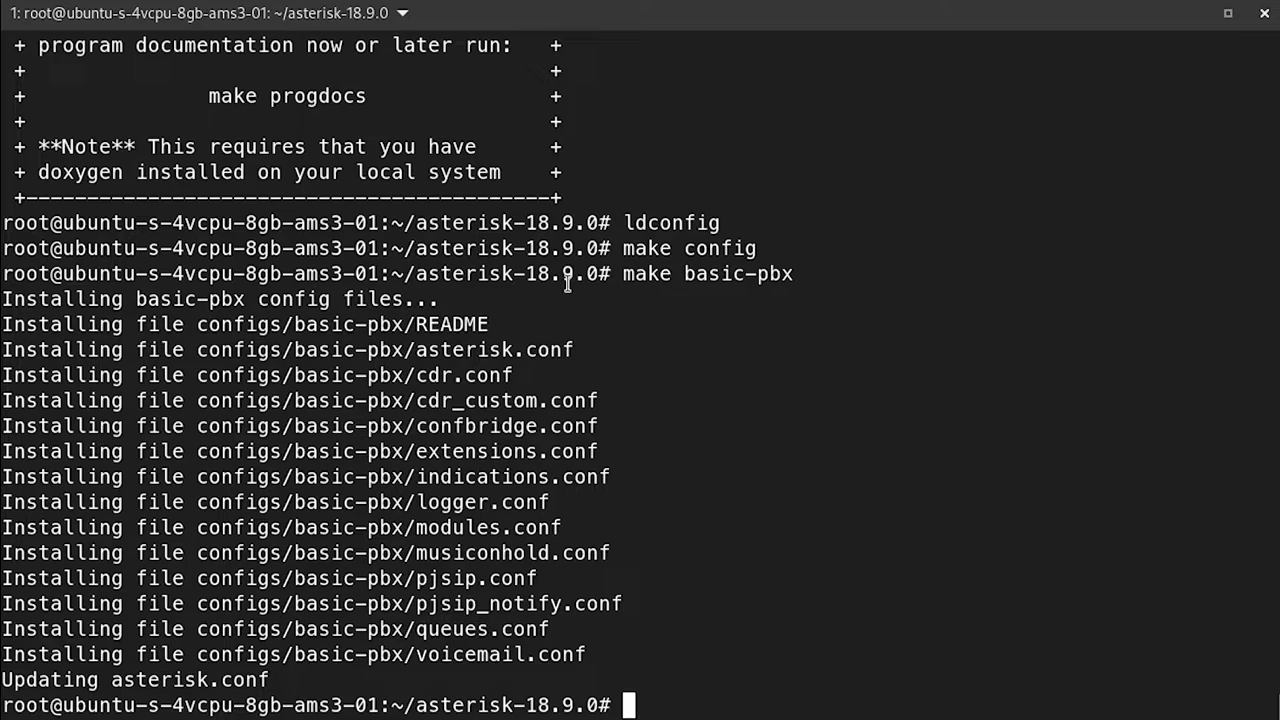 1: root@ubuntu-s-4vcpu-8gb-ams3-01: ~/asterisk-18.9.0
+ program documentation now or later run:   +
+                                           +
+              make progdocs                +
+                                           +
+ **Note** This requires that you have      +
+ doxygen installed on your local system    +
+-------------------------------------------+
root@ubuntu-s-4vcpu-8gb-ams3-01:~/asterisk-18.9.0# ldconfig
root@ubuntu-s-4vcpu-8gb-ams3-01:~/asterisk-18.9.0# make config
root@ubuntu-s-4vcpu-8gb-ams3-01:~/asterisk-18.9.0# make basic-pbx
Installing basic-pbx config files...
Installing file configs/basic-pbx/README
Installing file configs/basic-pbx/asterisk.conf
Installing file configs/basic-pbx/cdr.conf
Installing file configs/basic-pbx/cdr_custom.conf
Installing file configs/basic-pbx/confbridge.conf
Installing file configs/basic-pbx/extensions.conf
Installing file configs/basic-pbx/indications.conf
Installing file configs/basic-pbx/logger.conf
Installing file configs/basic-pbx/modules.conf
Installing file configs/basic-pbx/musiconhold.conf
Installing file configs/basic-pbx/pjsip.conf
Installing file configs/basic-pbx/pjsip_notify.conf
Installing file configs/basic-pbx/queues.conf
Installing file configs/basic-pbx/voicemail.conf
Updating asterisk.conf
root@ubuntu-s-4vcpu-8gb-ams3-01:~/asterisk-18.9.0#